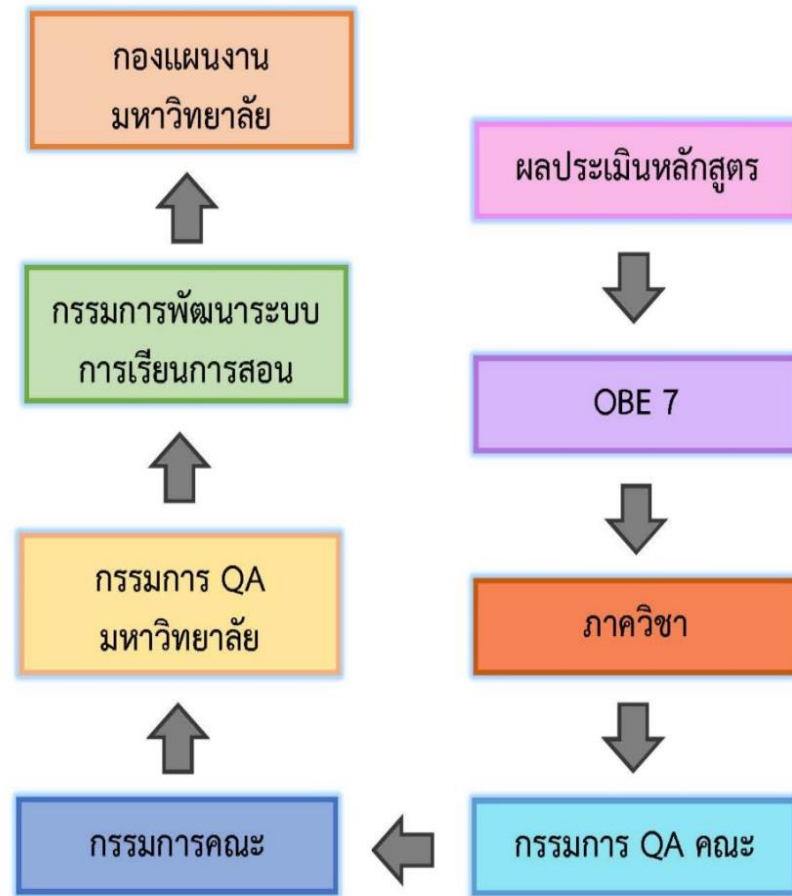 กองแผนงาน
มหาวิทยาลัย
ผลประเมินหลักสูตร
กรรมการพัฒนาระบบ
การเรียนการสอน
OBE 7
กรรมการ QA
มหาวิทยาลัย
ภาควิชา
กรรมการคณะ
กรรมการ QA คณะ